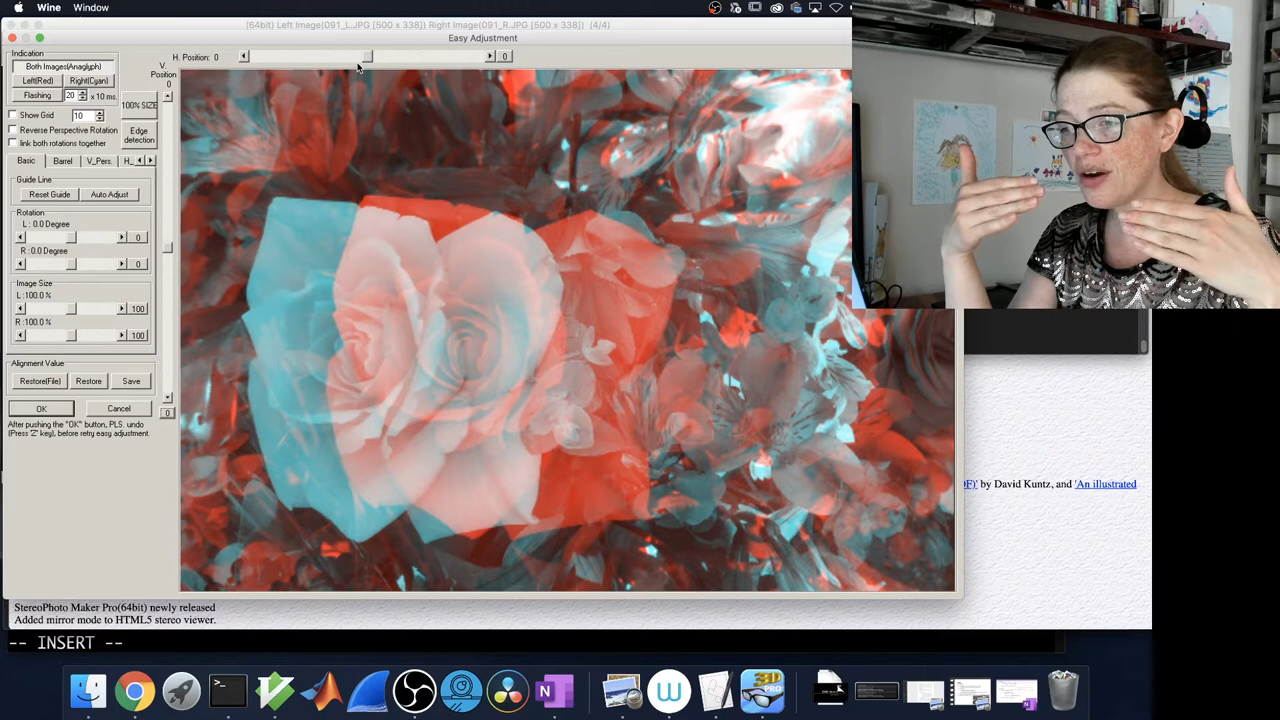 Wine Window
(64bit) Left Image(091_L.JPG [500 x 338]) Right Image(091_R.JPG [500 x 338]) (4/4)
Easy Adjustment
Indication
Both Images(Anaglyph)
Left(Red) Right(Cyan)
Flashing 20 x 10 ms.
Show Grid 10
Reverse Perspective Rotation
link both rotations together
H. Position: 0
0
V. Position 0
100% SIZE
Edge detection
Basic Barrel V_Pers. H_
Guide Line
Reset Guide Auto Adjust
Rotation
L : 0.0 Degree
0
R :0.0 Degree
0
Image Size
L :100.0 %
100
R :100.0 %
100
Alignment Value
Restore(File) Restore Save
OK Cancel
0
After pushing the "OK" button, PLS. undo
(Press 'Z' key), before retry easy adjustment.
DF)' by David Kuntz, and 'An illustrated
StereoPhoto Maker Pro(64bit) newly released
Added mirror mode to HTML5 stereo viewer.
-- INSERT --
3D
PRO